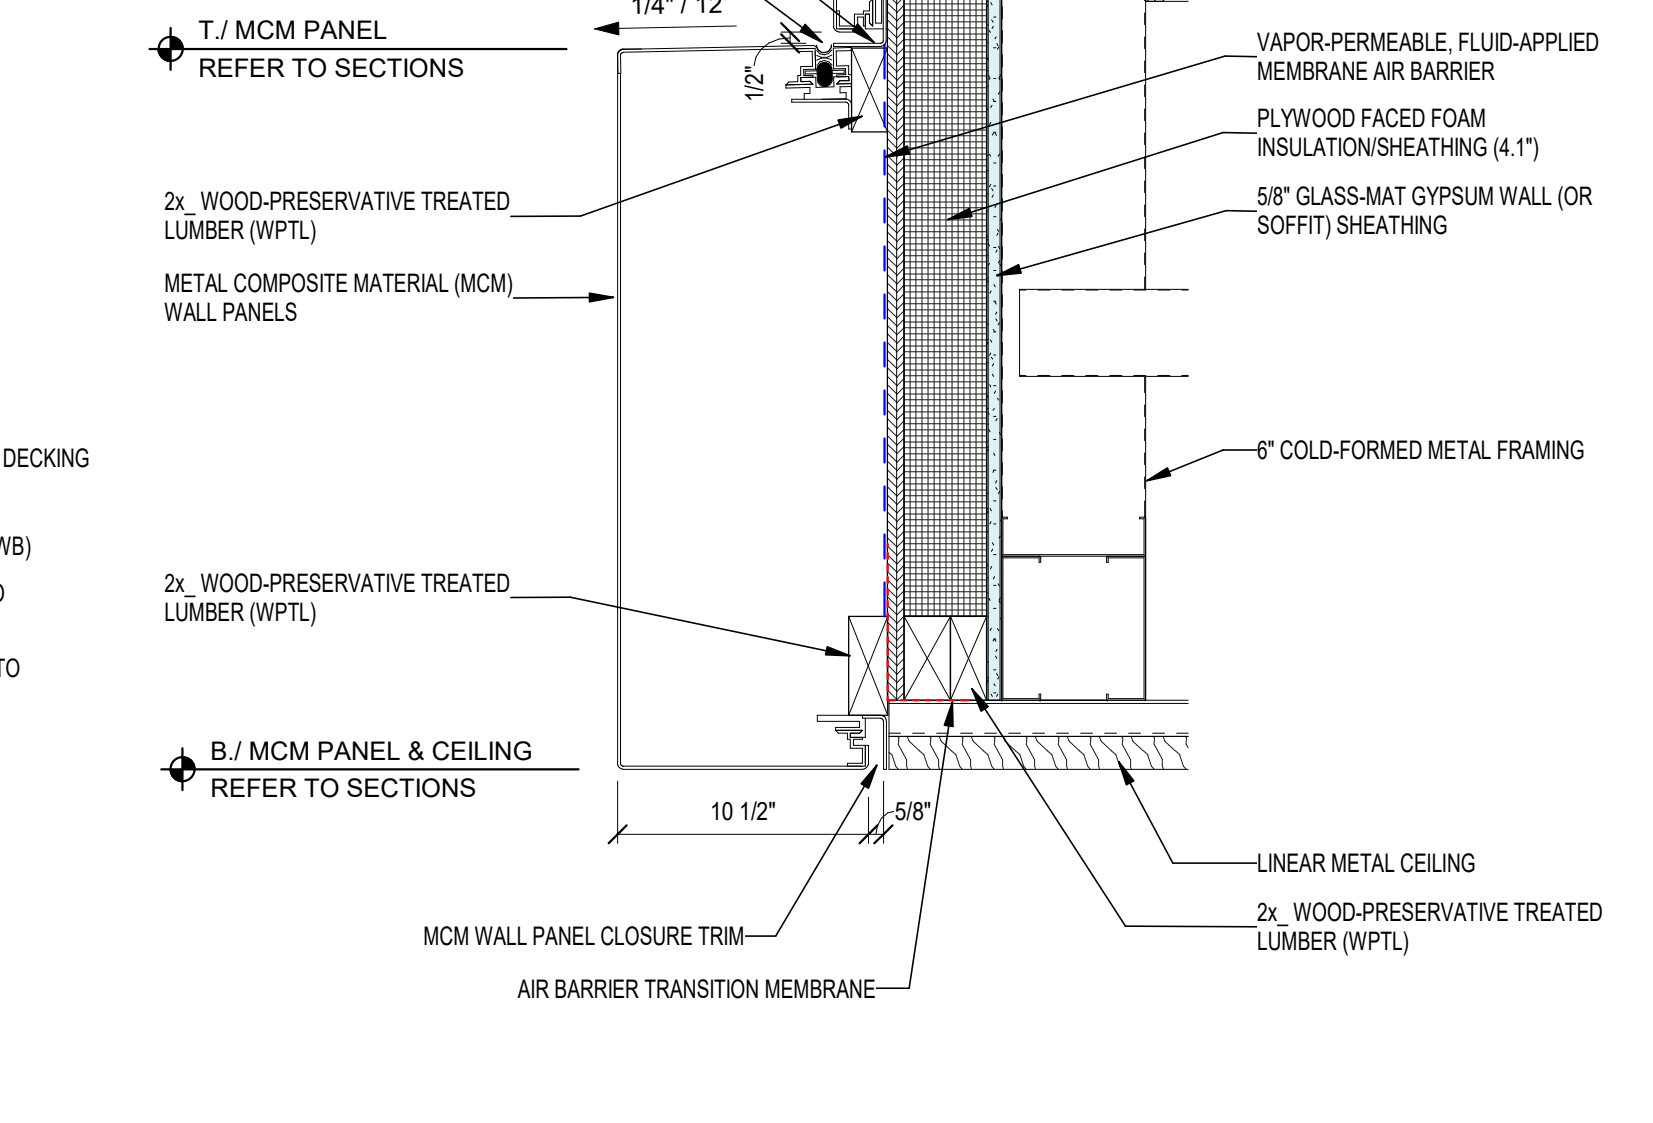 1/4" / 12"
T./ MCM PANEL
REFER TO SECTIONS
1/2"
VAPOR-PERMEABLE, FLUID-APPLIED
MEMBRANE AIR BARRIER
PLYWOOD FACED FOAM
INSULATION/SHEATHING (4.1")
5/8" GLASS-MAT GYPSUM WALL (OR
SOFFIT) SHEATHING
2x_ WOOD-PRESERVATIVE TREATED
LUMBER (WPTL)
METAL COMPOSITE MATERIAL (MCM)
WALL PANELS
DECKING
6" COLD-FORMED METAL FRAMING
WB)
2x_ WOOD-PRESERVATIVE TREATED
LUMBER (WPTL)
TO
B./ MCM PANEL & CEILING
REFER TO SECTIONS
10 1/2"
5/8"
LINEAR METAL CEILING
2x_ WOOD-PRESERVATIVE TREATED
LUMBER (WPTL)
MCM WALL PANEL CLOSURE TRIM
AIR BARRIER TRANSITION MEMBRANE